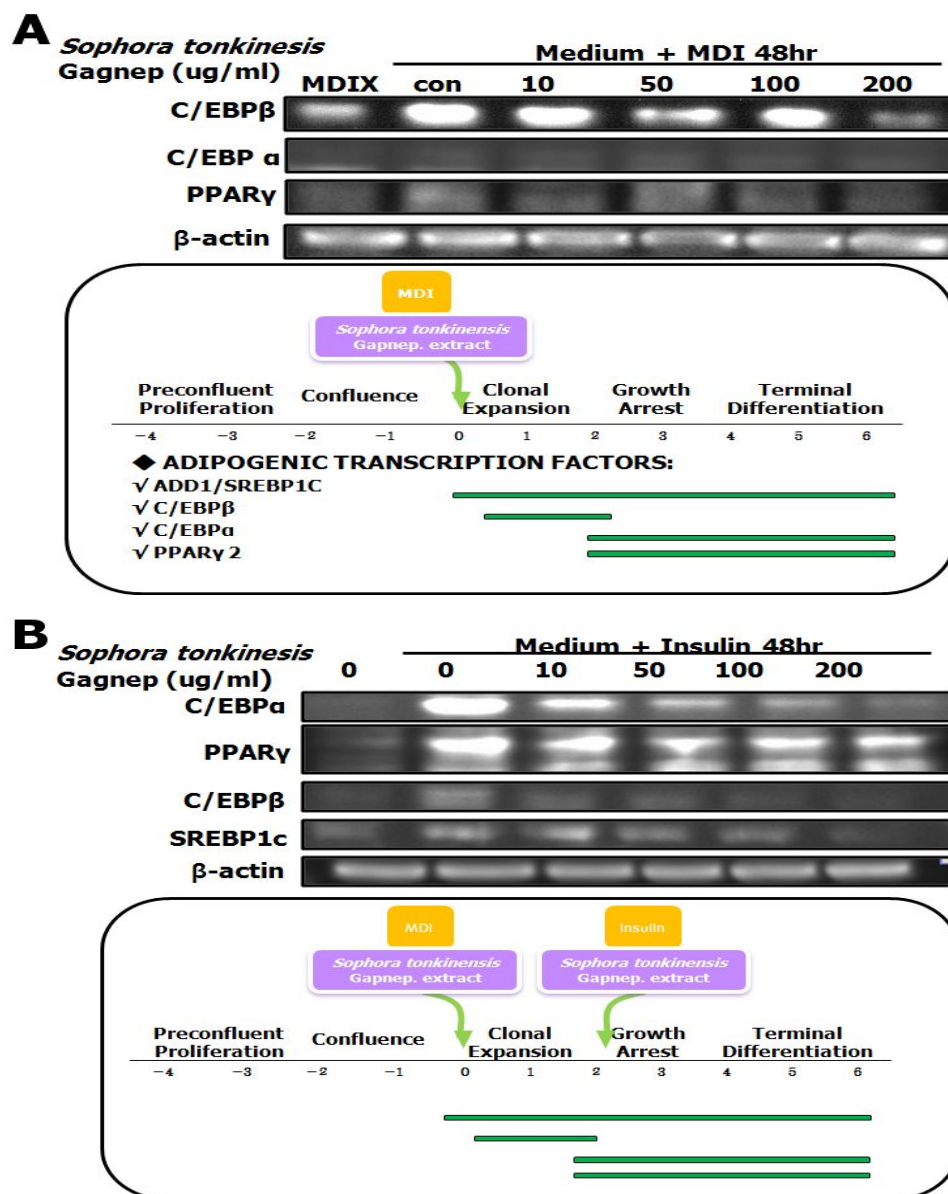 A
Sophora tonkinesis
Gagnep (ug/ml)
Medium + MDI 48hr
MDIX con 10 50 100 200
C/EBPβ
C/EBP α
PPARγ
β-actin
MDI
Sophora tonkinensis
Gapnep. extract
Preconfluent Proliferation
Confluence
Clonal Expansion
Growth Arrest
Terminal Differentiation
−4 −3 −2 −1 0 1 2 3 4 5 6
◆ ADIPOGENIC TRANSCRIPTION FACTORS:
√ ADD1/SREBP1C
√ C/EBPβ
√ C/EBPα
√ PPARγ 2
B
Sophora tonkinesis
Gagnep (ug/ml)
Medium + Insulin 48hr
0 0 10 50 100 200
C/EBPα
PPARγ
C/EBPβ
SREBP1c
β-actin
MDI
Insulin
Sophora tonkinensis
Gapnep. extract
Sophora tonkinensis
Gapnep. extract
Preconfluent Proliferation
Confluence
Clonal Expansion
Growth Arrest
Terminal Differentiation
−4 −3 −2 −1 0 1 2 3 4 5 6